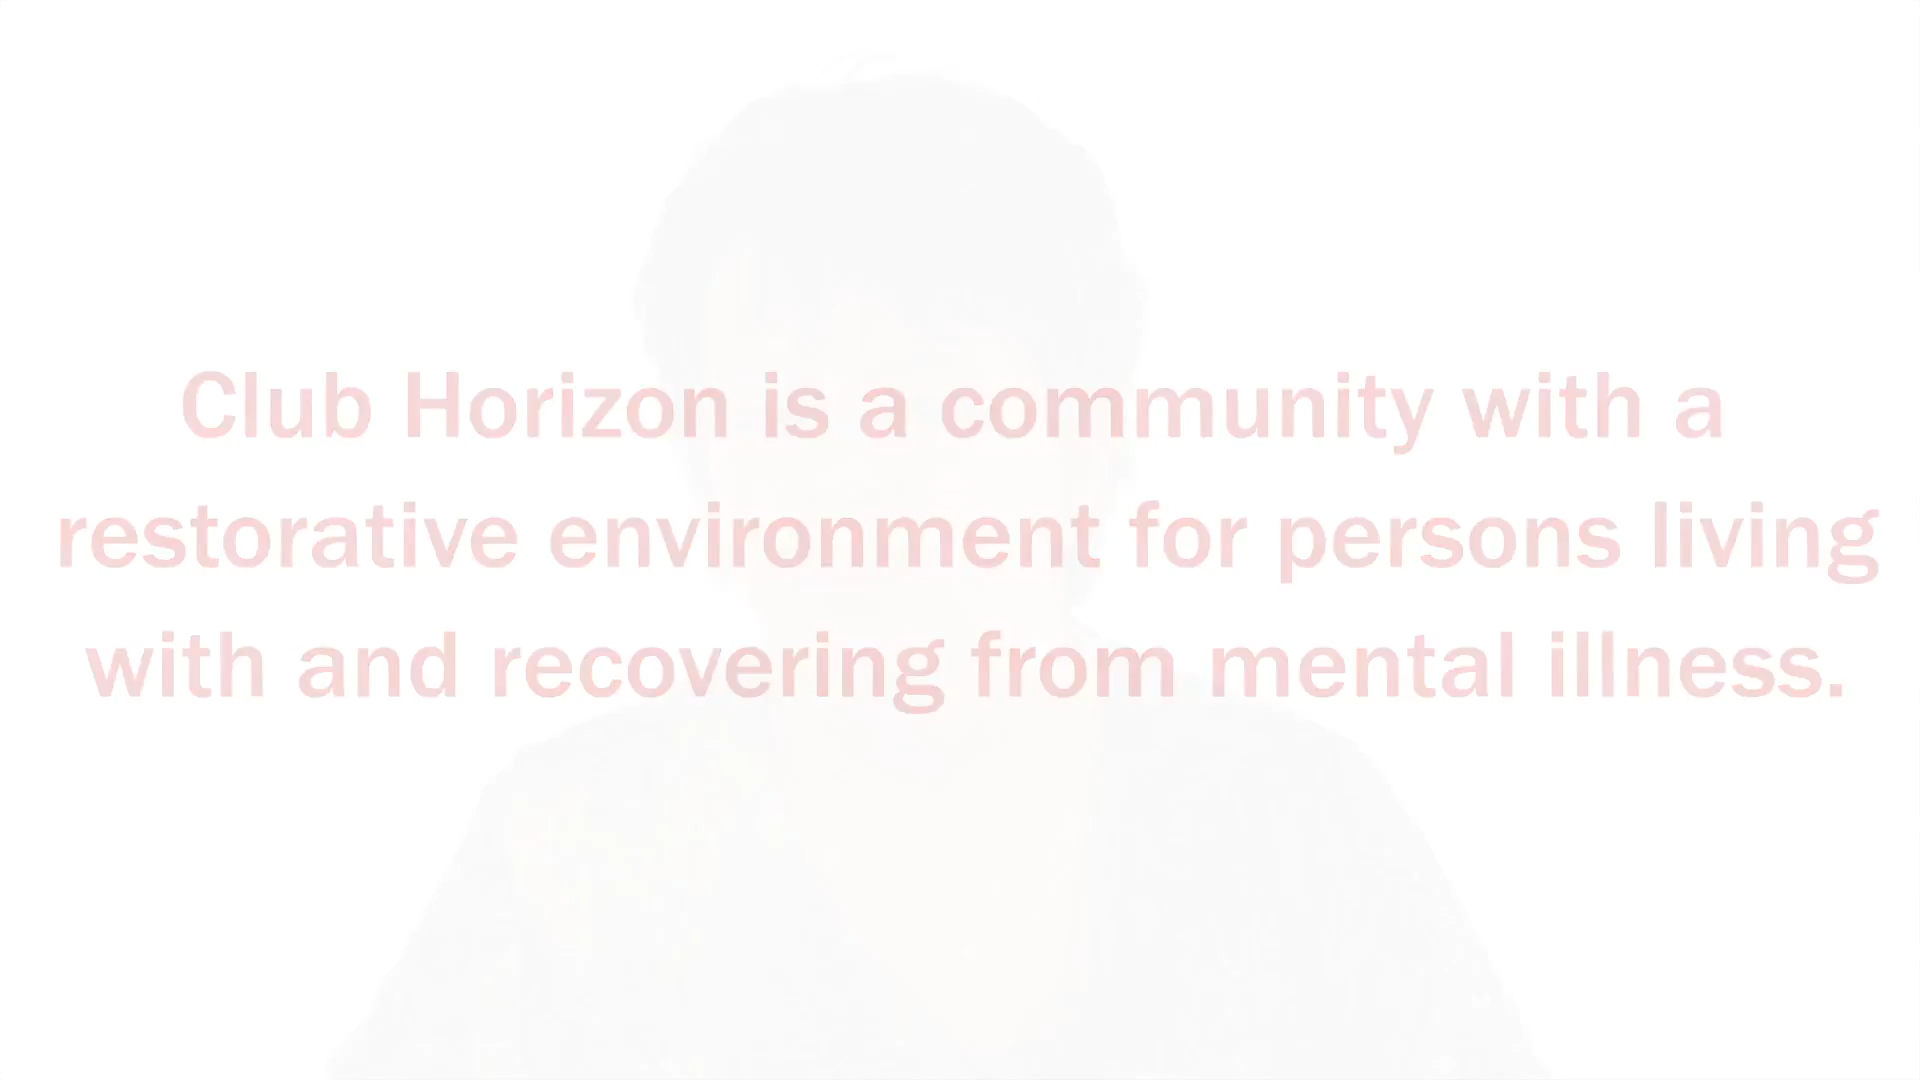 Club Horizon is a community with a
restorative environment for persons living
with and recovering from mental illness.